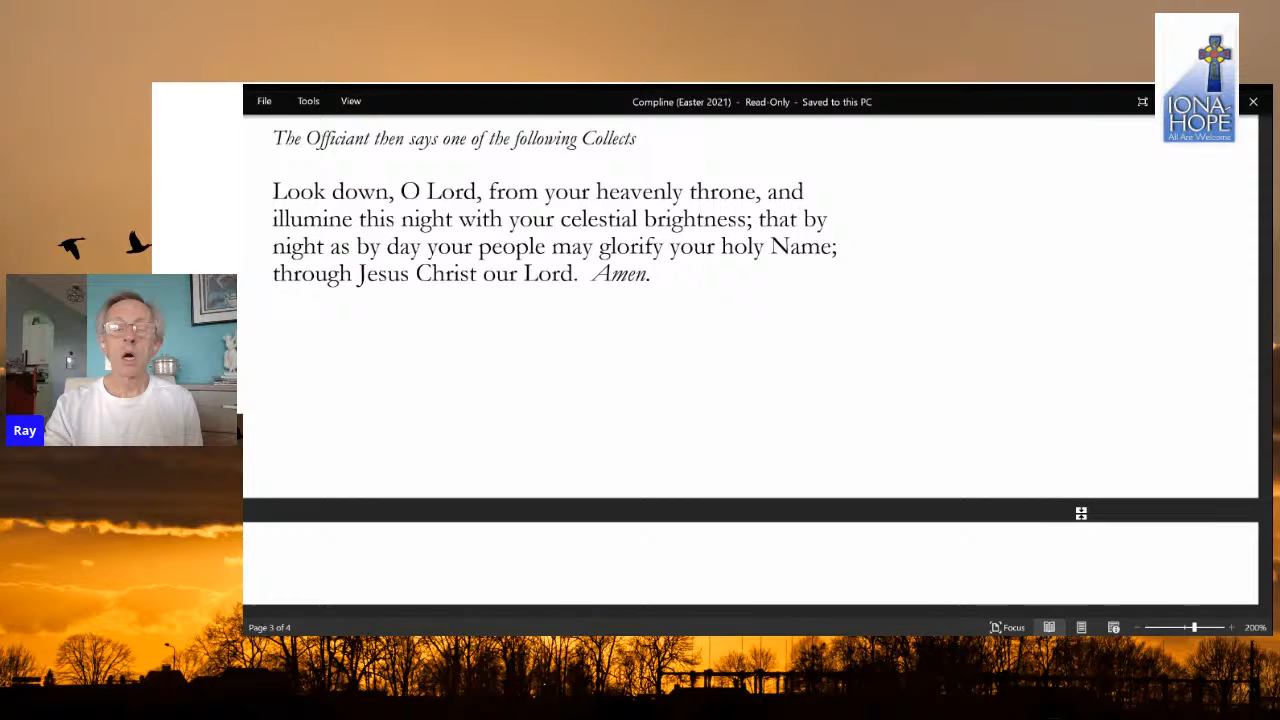 IONA-
HOPE
All Are Welcome
File Tools View Compline (Easter 2021) - Read-Only - Saved to this PC
The Officiant then says one of the following Collects
Look down, O Lord, from your heavenly throne, and
illumine this night with your celestial brightness; that by
night as by day your people may glorify your holy Name;
through Jesus Christ our Lord. Amen.
Ray
Page 3 of 4 Focus 200%